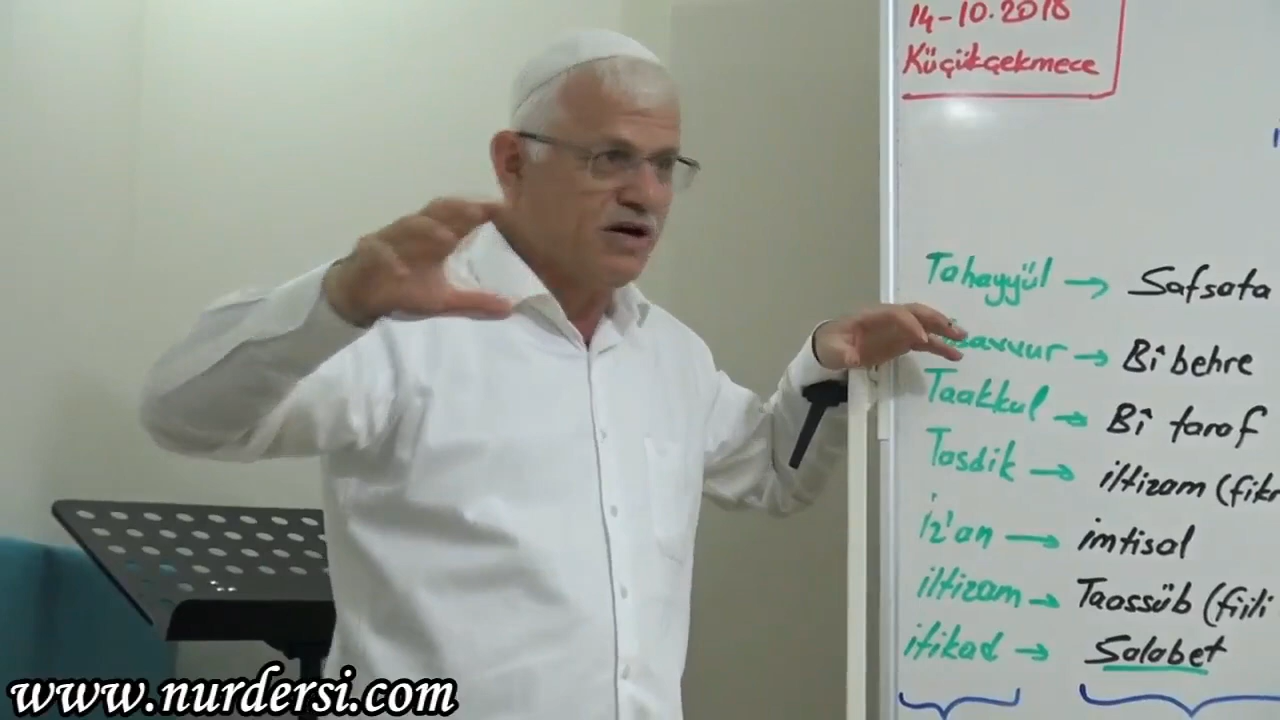 14-10.2018
Küçükçekmece
Tahayyül → Safsata
savvur → Bî behre
Taakkul → Bî taraf
Tasdik → iltizam (fikr
İz'an → imtisal
iltizam → Taassüb (fiili
itikad → Salabet
www.nurdersi.com